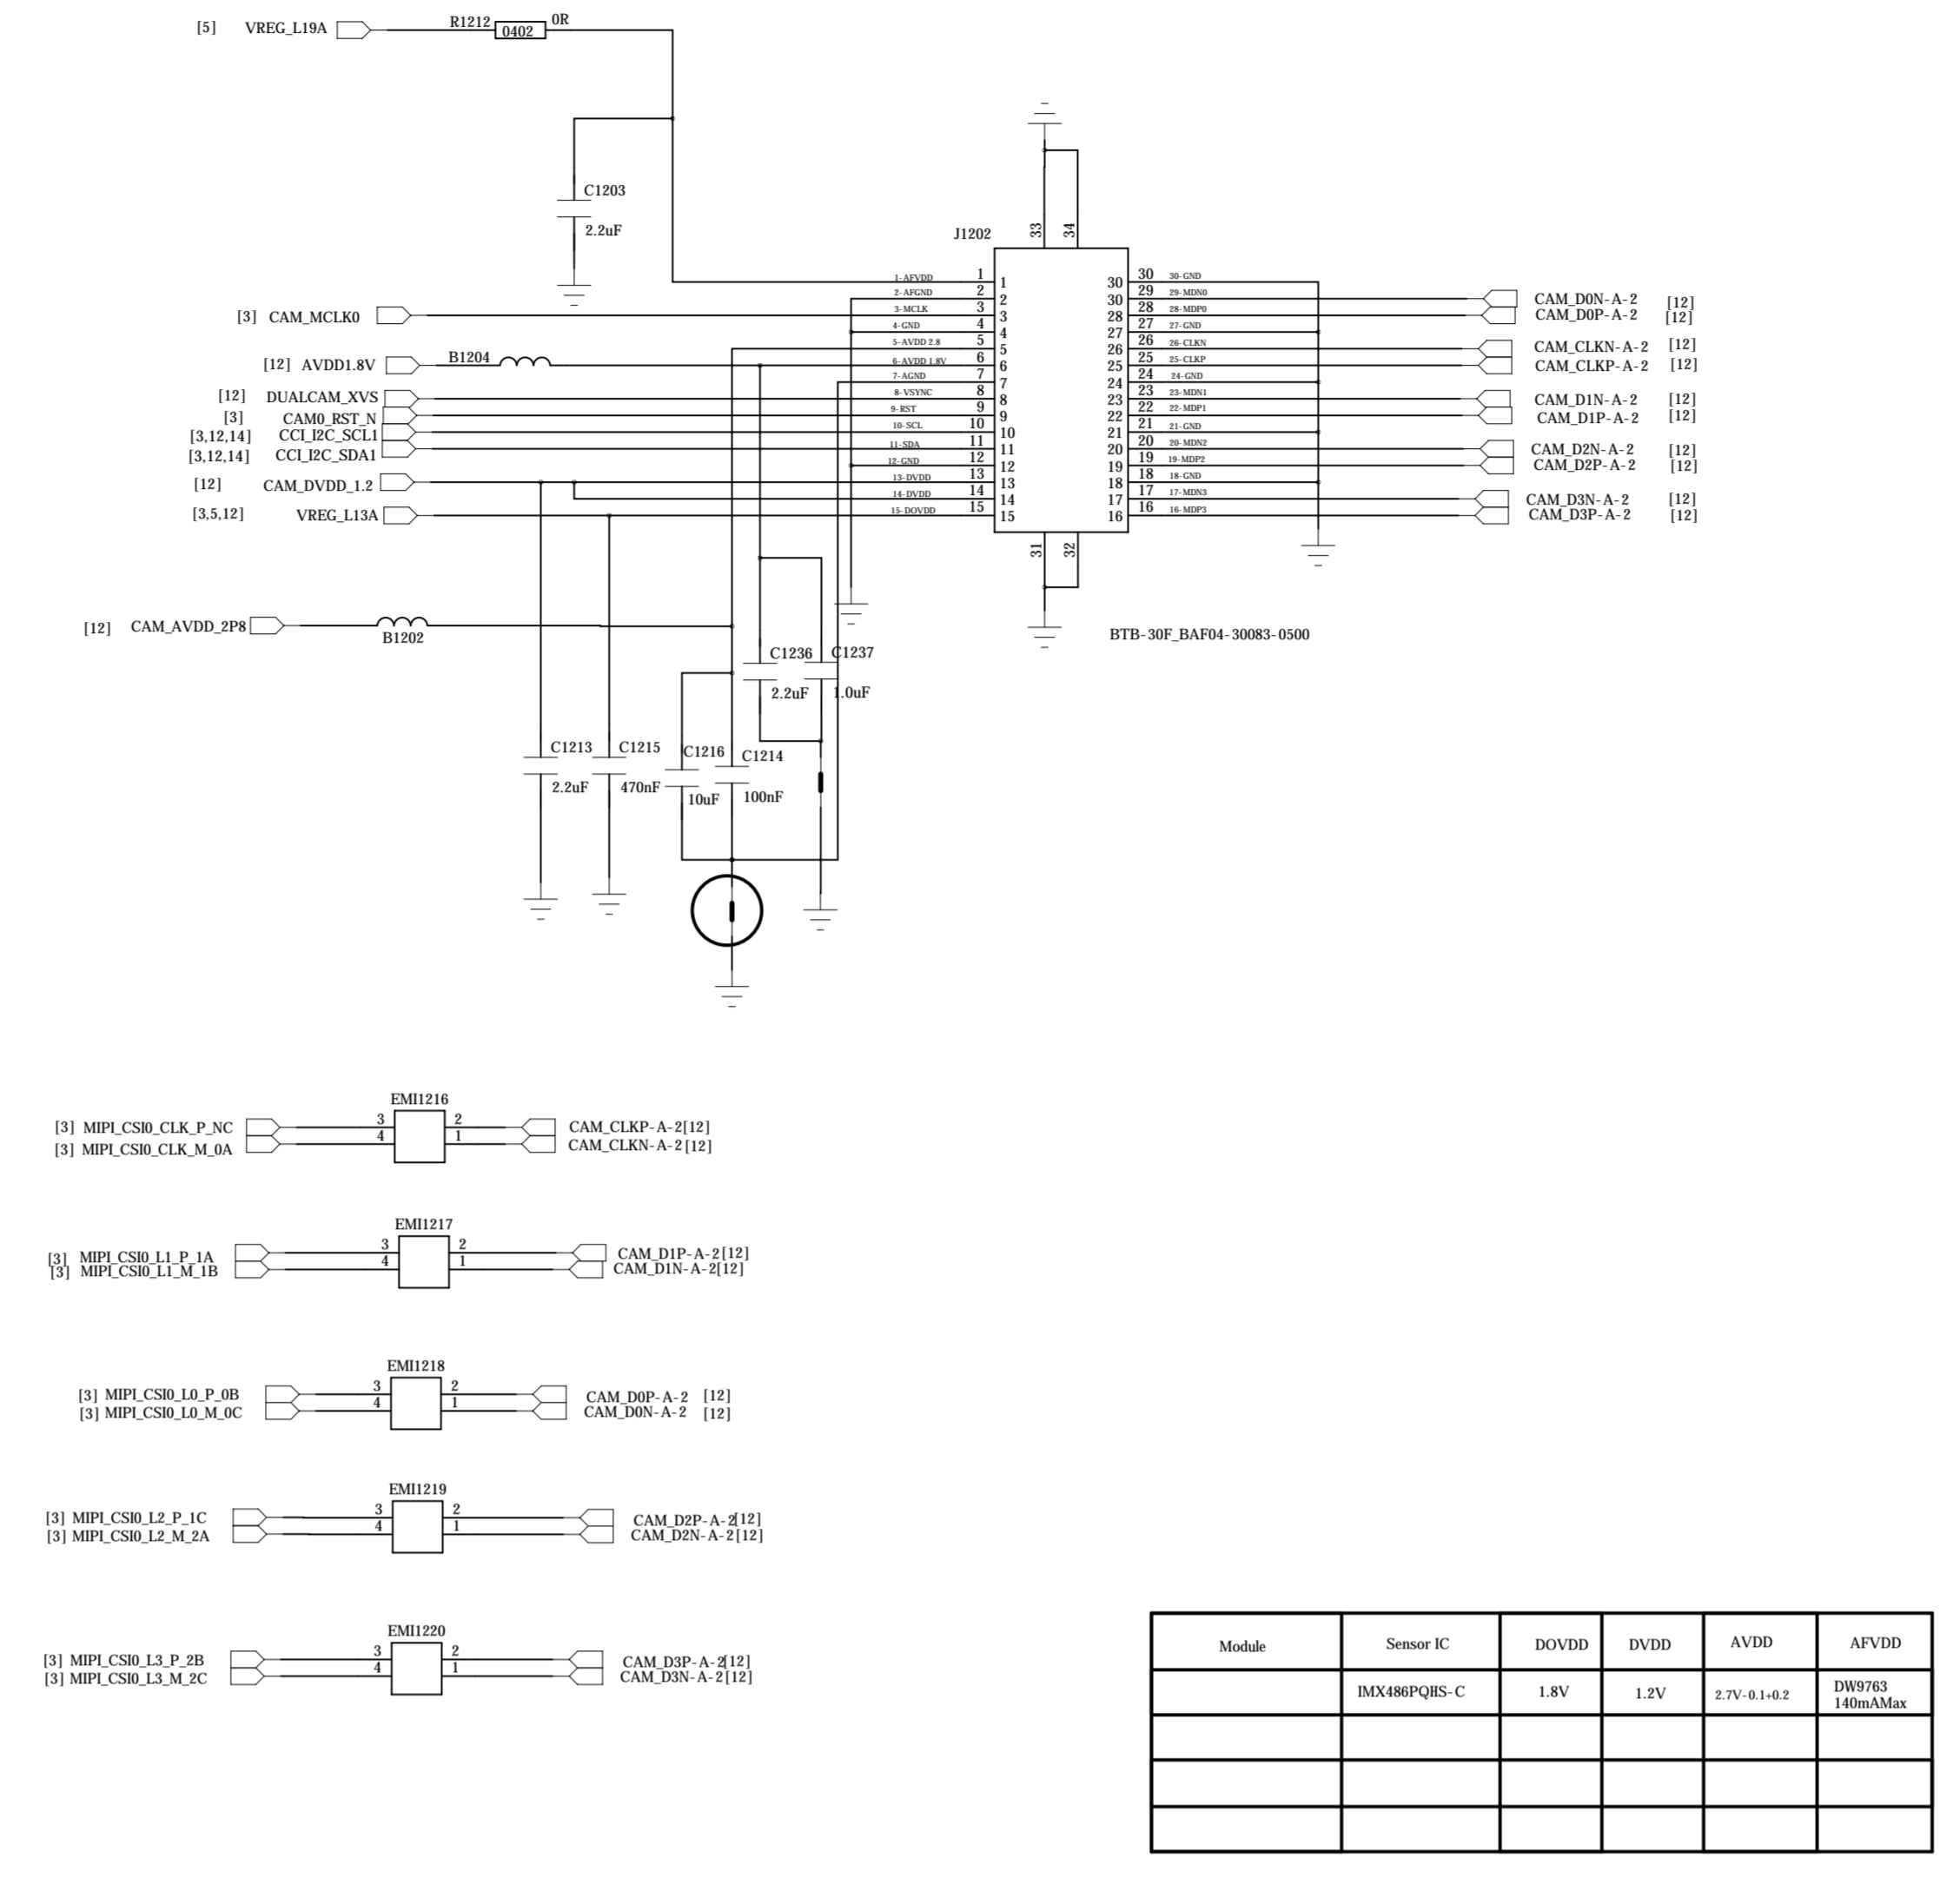 [5] VREG_L19A R1212 0402 0R
C1203
2.2uF
J1202
33 34
1-AFVDD 1 1
2-AFGND 2 2
[3] CAM_MCLK0 3-MCLK 3 3
4-GND 4 4
5-AVDD 2.8 5 5
[12] AVDD1.8V B1204 6-AVDD 1.8V 6 6
7-AGND 7 7
[12] DUALCAM_XVS 8-VSYNC 8 8
[3] CAM0_RST_N 9-RST 9 9
[3,12,14] CCI_I2C_SCL1 10-SCL 10 10
[3,12,14] CCI_I2C_SDA1 11-SDA 11 11
12-GND 12 12
[12] CAM_DVDD_1.2 13-DVDD 13 13
14-DVDD 14 14
[3,5,12] VREG_L13A 15-DOVDD 15 15
30 30 30-GND
30 29 29-MDN0 CAM_D0N-A-2 [12]
28 28 28-MDP0 CAM_D0P-A-2 [12]
27 27 27-GND
26 26 26-CLKN CAM_CLKN-A-2 [12]
25 25 25-CLKP CAM_CLKP-A-2 [12]
24 24 24-GND
23 23 23-MDN1 CAM_D1N-A-2 [12]
22 22 22-MDP1 CAM_D1P-A-2 [12]
21 21 21-GND
20 20 20-MDN2 CAM_D2N-A-2 [12]
19 19 19-MDP2 CAM_D2P-A-2 [12]
18 18 18-GND
17 17 17-MDN3 CAM_D3N-A-2 [12]
16 16 16-MDP3 CAM_D3P-A-2 [12]
31 32
BTB-30F_BAF04-30083-0500
[12] CAM_AVDD_2P8 B1202
C1236 C1237
2.2uF 1.0uF
C1213 C1215 C1216 C1214
2.2uF 470nF 10uF 100nF
EMI1216
[3] MIPI_CSI0_CLK_P_NC 3 2 CAM_CLKP-A-2[12]
[3] MIPI_CSI0_CLK_M_0A 4 1 CAM_CLKN-A-2[12]
EMI1217
[3] MIPI_CSI0_L1_P_1A 3 2 CAM_D1P-A-2[12]
[3] MIPI_CSI0_L1_M_1B 4 1 CAM_D1N-A-2[12]
EMI1218
[3] MIPI_CSI0_L0_P_0B 3 2 CAM_D0P-A-2 [12]
[3] MIPI_CSI0_L0_M_0C 4 1 CAM_D0N-A-2 [12]
EMI1219
[3] MIPI_CSI0_L2_P_1C 3 2 CAM_D2P-A-2[12]
[3] MIPI_CSI0_L2_M_2A 4 1 CAM_D2N-A-2[12]
EMI1220
[3] MIPI_CSI0_L3_P_2B 3 2 CAM_D3P-A-2[12]
[3] MIPI_CSI0_L3_M_2C 4 1 CAM_D3N-A-2[12]
Module Sensor IC DOVDD DVDD AVDD AFVDD
IMX486PQHS-C 1.8V 1.2V 2.7V-0.1+0.2 DW9763
140mAMax